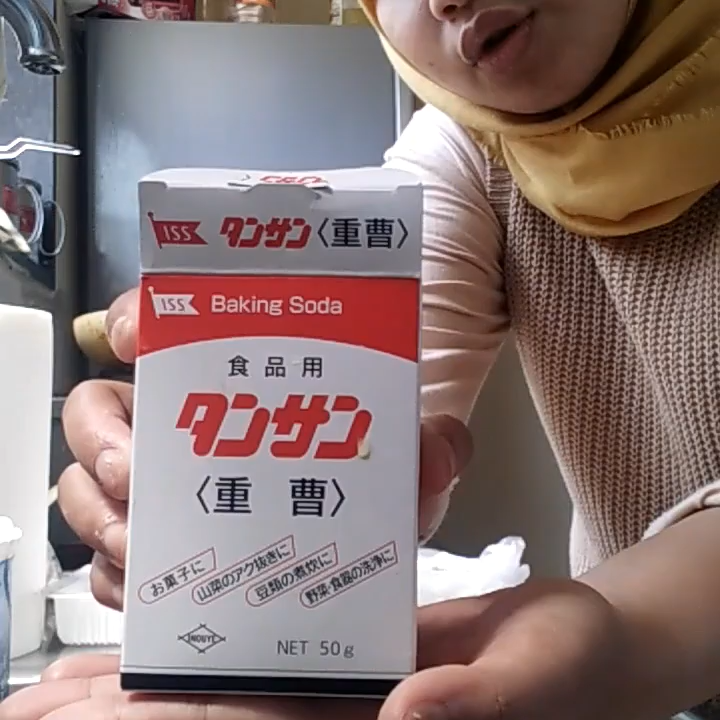 ISS タンサン〈重曹〉
ISS Baking Soda
食品用
タンサン
〈重曹〉
お菓子に
山菜のアク抜きに
豆類の煮炊に
野菜・食器の洗浄に
INOUYE
NET 50g